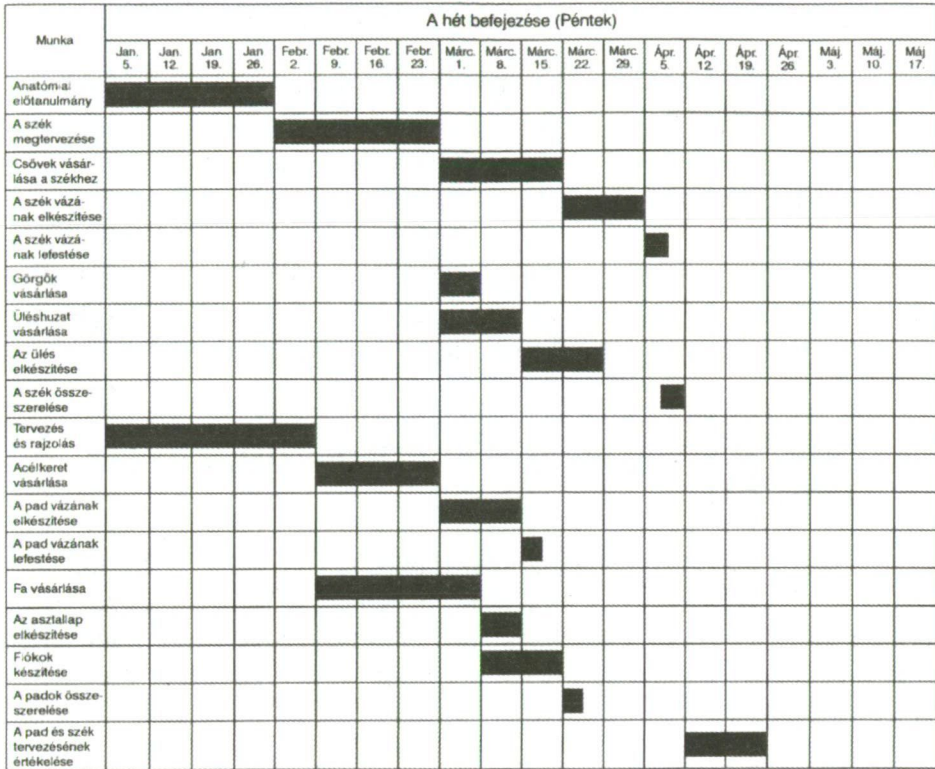 Munka
A hét befejezése (Péntek)
Jan. 5.
Jan. 12.
Jan 19.
Jan 26.
Febr. 2.
Febr. 9.
Febr. 16.
Febr. 23.
Márc. 1.
Márc. 8.
Márc. 15
Márc. 22.
Márc. 29.
Ápr. 5.
Ápr. 12.
Ápr. 19.
Ápr 26.
Máj. 3.
Máj. 10.
Máj 17.
Anatómiai
előtanulmány
A szék
megtervezése
Csövek vásár-
lása a székhez
A szék vázá-
nak elkészítése
A szék vázá-
nak lefestése
Görgők
vásárlása
Üléshuzat
vásárlása
Az ülés
elkészítése
A szék össze-
szerelése
Tervezés
és rajzolás
Acélkeret
vásárlása
A pad vázának
elkészítése
A pad vázának
lefestése
Fa vásárlása
Az asztallap
elkészítése
Fiókok
készítése
A padok össze-
szerelése
A pad és szék
tervezésének
értékelése